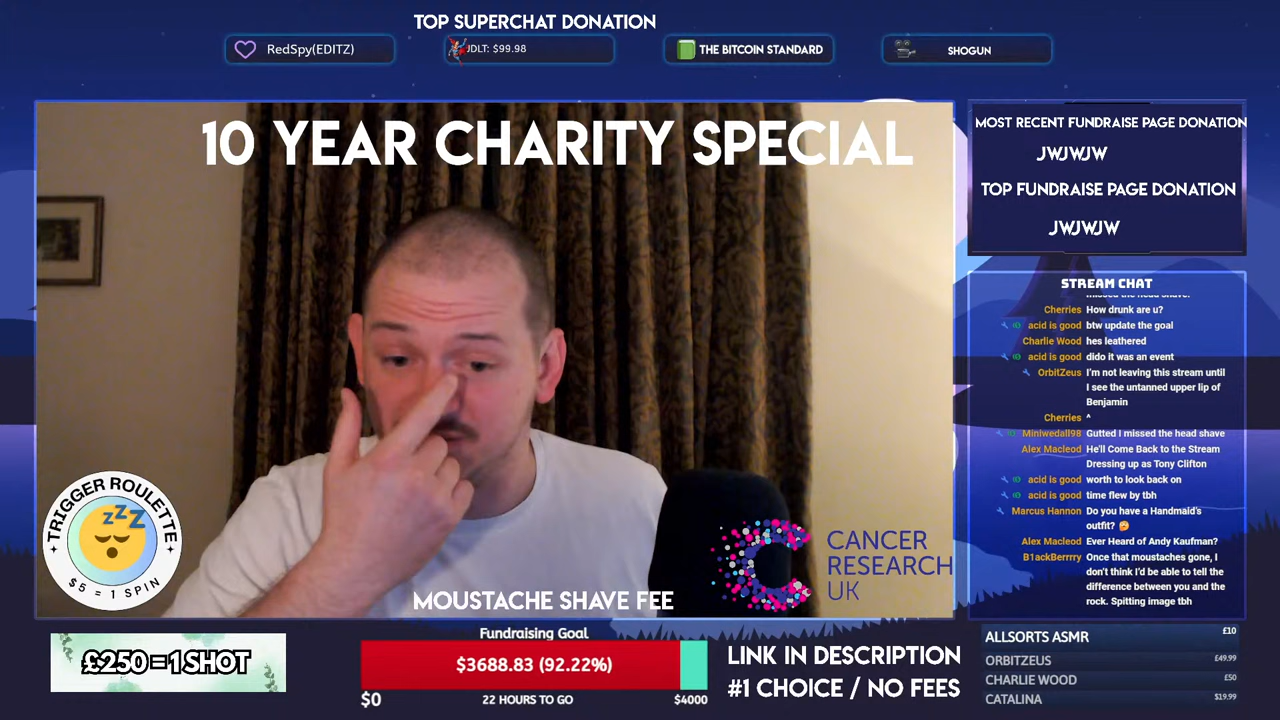 TOP SUPERCHAT DONATION
RedSpy(EDITZ)
JDLT: $99.98
THE BITCOIN STANDARD
SHOGUN
10 YEAR CHARITY SPECIAL
MOST RECENT FUNDRAISE PAGE DONATION
JWJWJW
TOP FUNDRAISE PAGE DONATION
JWJWJW
STREAM CHAT
missed the head shave.
Cherries How drunk are u?
acid is good btw update the goal
Charlie Wood hes leathered
acid is good dido it was an event
OrbitZeus I'm not leaving this stream until
I see the untanned upper lip of
Benjamin
Cherries ^
Miniwedall98 Gutted I missed the head shave
Alex Macleod He'll Come Back to the Stream
Dressing up as Tony Clifton
acid is good worth to look back on
acid is good time flew by tbh
Marcus Hannon Do you have a Handmaid's
outfit? 🤔
Alex Macleod Ever Heard of Andy Kaufman?
B1ackBerrrry Once that moustaches gone, I
don't think I'd be able to tell the
difference between you and the
rock. Spitting image tbh
TRIGGER ROULETTE
ZZZ
$5 = 1 SPIN
CANCER
RESEARCH
UK
MOUSTACHE SHAVE FEE
£250 = 1 SHOT
Fundraising Goal
$3688.83 (92.22%)
$0
22 HOURS TO GO
$4000
LINK IN DESCRIPTION
#1 CHOICE / NO FEES
ALLSORTS ASMR £10
ORBITZEUS £49.99
CHARLIE WOOD £50
CATALINA $19.99